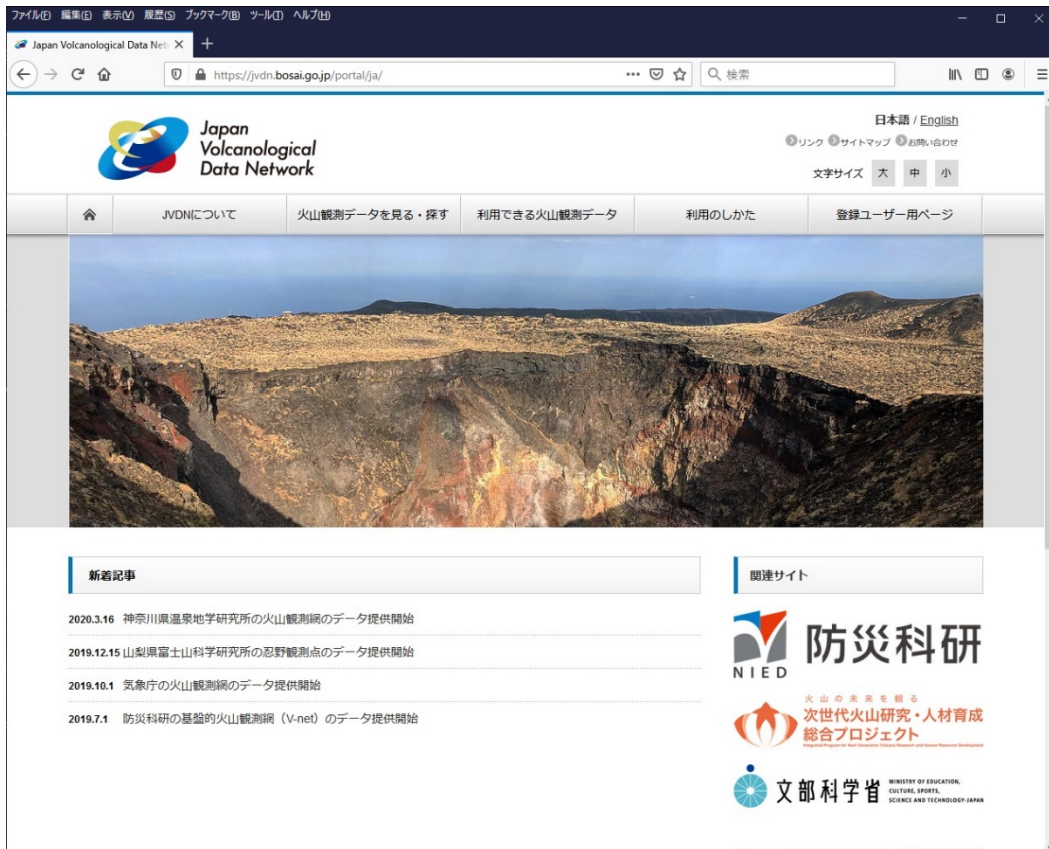 ファイル(F) 編集(E) 表示(V) 履歴(S) ブックマーク(B) ツール(T) ヘルプ(H)
Japan Volcanological Data Net
https://jvdn.bosai.go.jp/portal/ja/
検索
Japan
Volcanological
Data Network
日本語 / English
リンク サイトマップ お問い合わせ
文字サイズ 大 中 小
JVDNについて 火山観測データを見る・探す 利用できる火山観測データ 利用のしかた 登録ユーザー用ページ
新着記事
2020.3.16 神奈川県温泉地学研究所の火山観測網のデータ提供開始
2019.12.15 山梨県富士山科学研究所の忍野観測点のデータ提供開始
2019.10.1 気象庁の火山観測網のデータ提供開始
2019.7.1 防災科研の基盤的火山観測網（V-net）のデータ提供開始
関連サイト
NIED 防災科研
火山の未来を観る
次世代火山研究・人材育成
総合プロジェクト
Integrated Program for Next Generation Volcano Research and Human Resource Development
文部科学省
MINISTRY OF EDUCATION,
CULTURE, SPORTS,
SCIENCE AND TECHNOLOGY-JAPAN